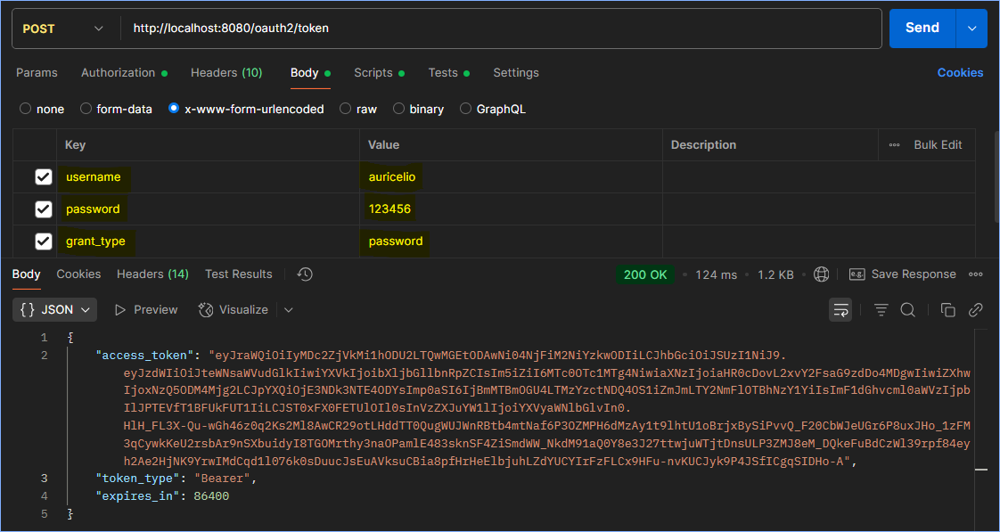 POST http://localhost:8080/oauth2/token Send
Params Authorization Headers (10) Body Scripts Tests Settings Cookies
none form-data x-www-form-urlencoded raw binary GraphQL
Key Value Description Bulk Edit
username auricelio
password 123456
grant_type password
Body Cookies Headers (14) Test Results 200 OK 124 ms 1.2 KB e.g. Save Response
{} JSON Preview Visualize
1 {
2 "access_token": "eyJraWQiOiIyMDc2ZjVkMi1hODU2LTQwMGEtODAwNi04NjFiM2NiYzkwODIiLCJhbGciOiJSUzI1NiJ9.
eyJzdWIiOiJteWNsaWVudGlkIiwiYXVkIjoibXljbGllbnRpZCIsIm5iZiI6MTc0OTc1MTg4NiwiaXNzIjoiaHR0cDovL2xvY2FsaG9zdDo4MDgwIiwiZXhw
IjoxNzQ5ODM4Mjg2LCJpYXQiOjE3NDk3NTE4ODYsImp0aSI6IjBmMTBmOGU4LTMzYzctNDQ4OS1iZmJmLTY2NmFlOTBhNzY1YiIsImF1dGhvcml0aWVzIjpb
IlJPTEVfT1BFUkFUT1IiLCJST0xFX0FETUlOIl0sInVzZXJuYW1lIjoiYXVyaWNlbGlvIn0.
HlH_FL3X-Qu-wGh46z0q2Ks2Ml8AwCR29otLHddTT0QugWUJWnRBtb4mtNaf6P3OZMPH6dMzAy1t9lhtU1oBrjxBySiPvvQ_F20CbWJeUGr6P8uxJHo_1zFM
3qCywkKeU2rsbAr9nSXbuidyI8TGOMrthy3naOPamlE483sknSF4ZiSmdWW_NkdM91aQ0Y8e3J27ttwjuWTjtDnsULP3ZMJ8eM_DQkeFuBdCzWl39rpf84ey
h2Ae2HjNK9YrwIMdCqd1l076k0sDuucJsEuAVksuCBia8pfHrHeElbjuhLZdYUCYIrFzFLCx9HFu-nvKUCJyk9P4JSfICgqSIDHo-A",
3 "token_type": "Bearer",
4 "expires_in": 86400
5 }